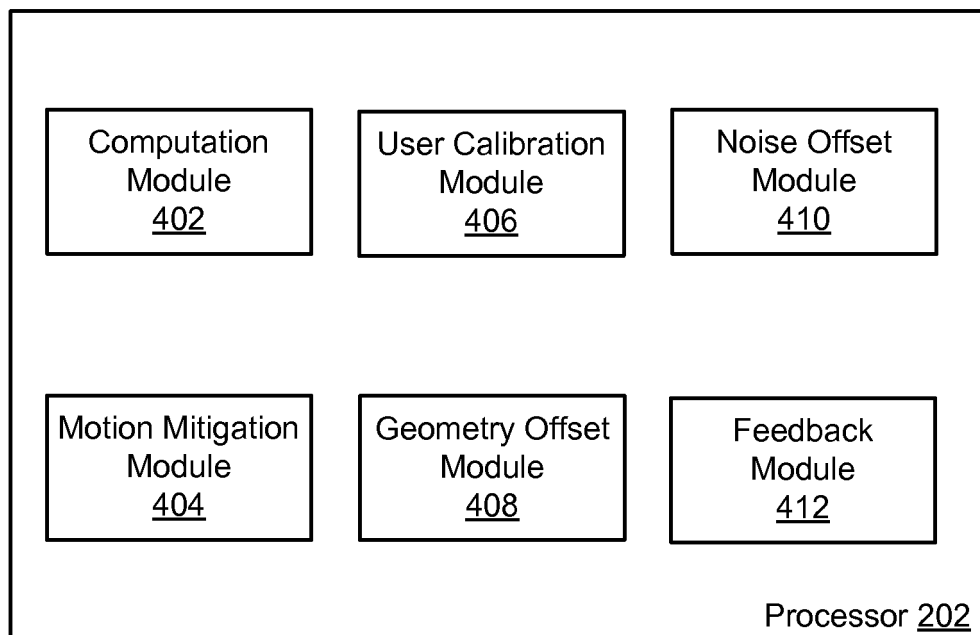 Computation
Module
402
User Calibration
Module
406
Noise Offset
Module
410
Motion Mitigation
Module
404
Geometry Offset
Module
408
Feedback
Module
412
Processor 202